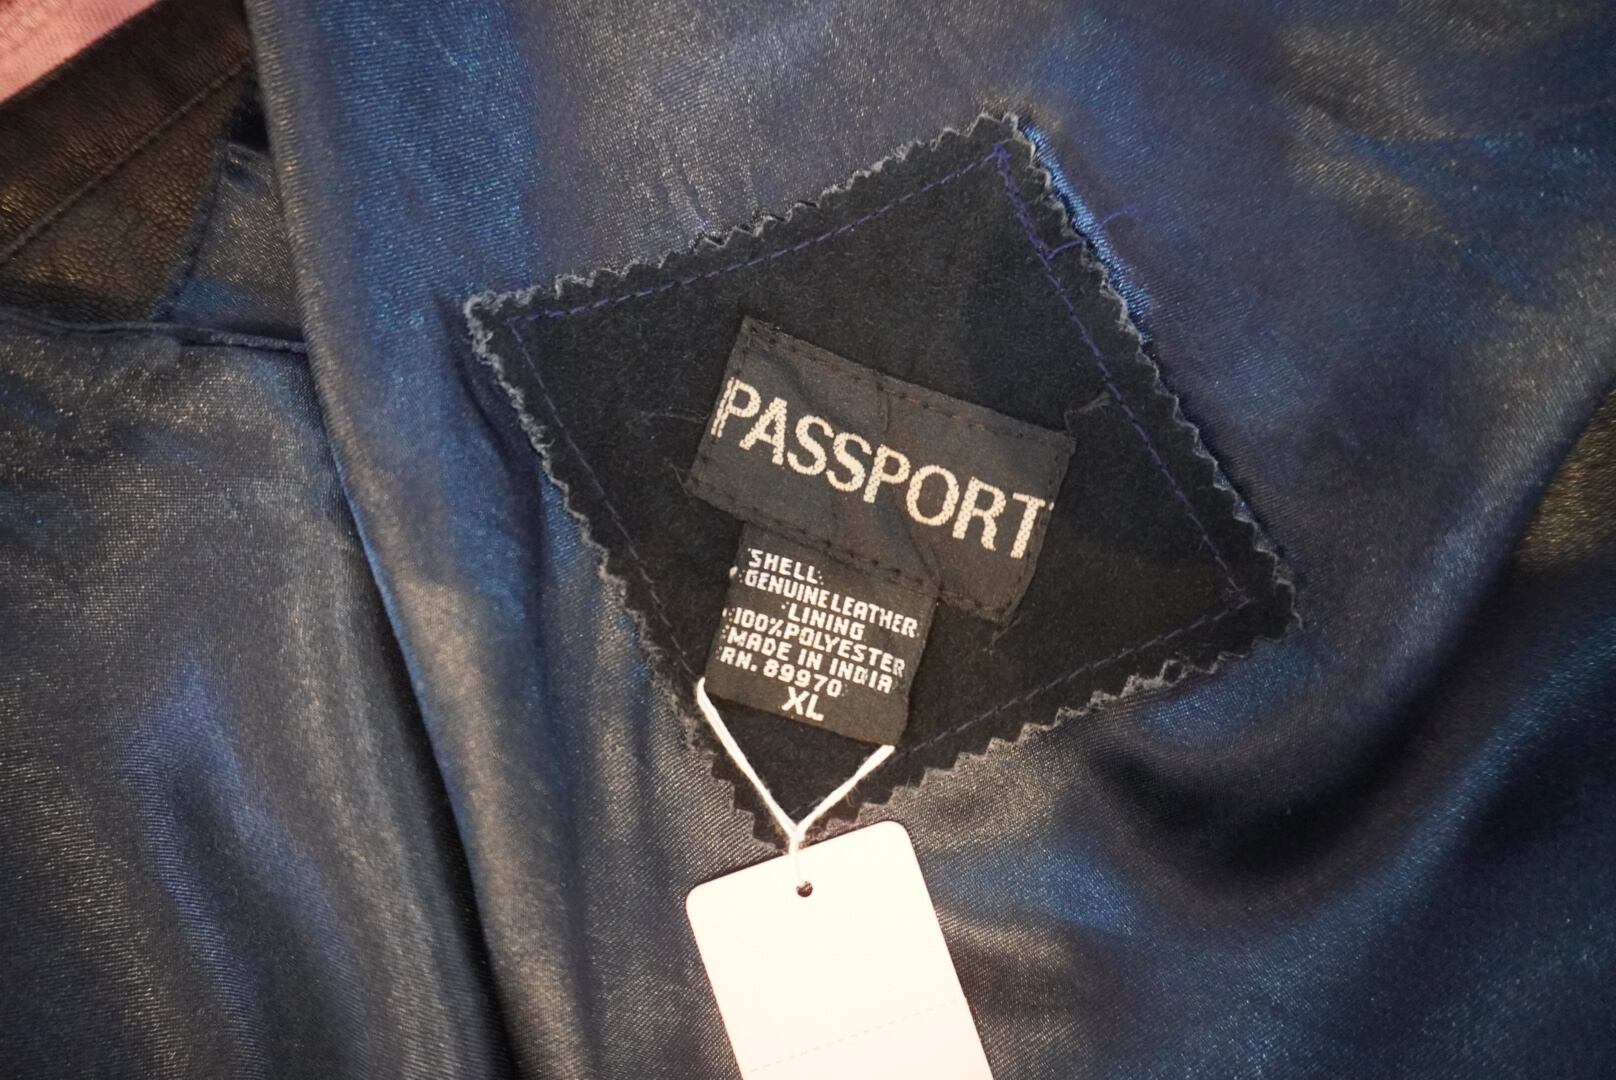 PASSPORT
SHELL:
GENUINE LEATHER
LINING
100% POLYESTER
MADE IN INDIA
RN. 89970
XL